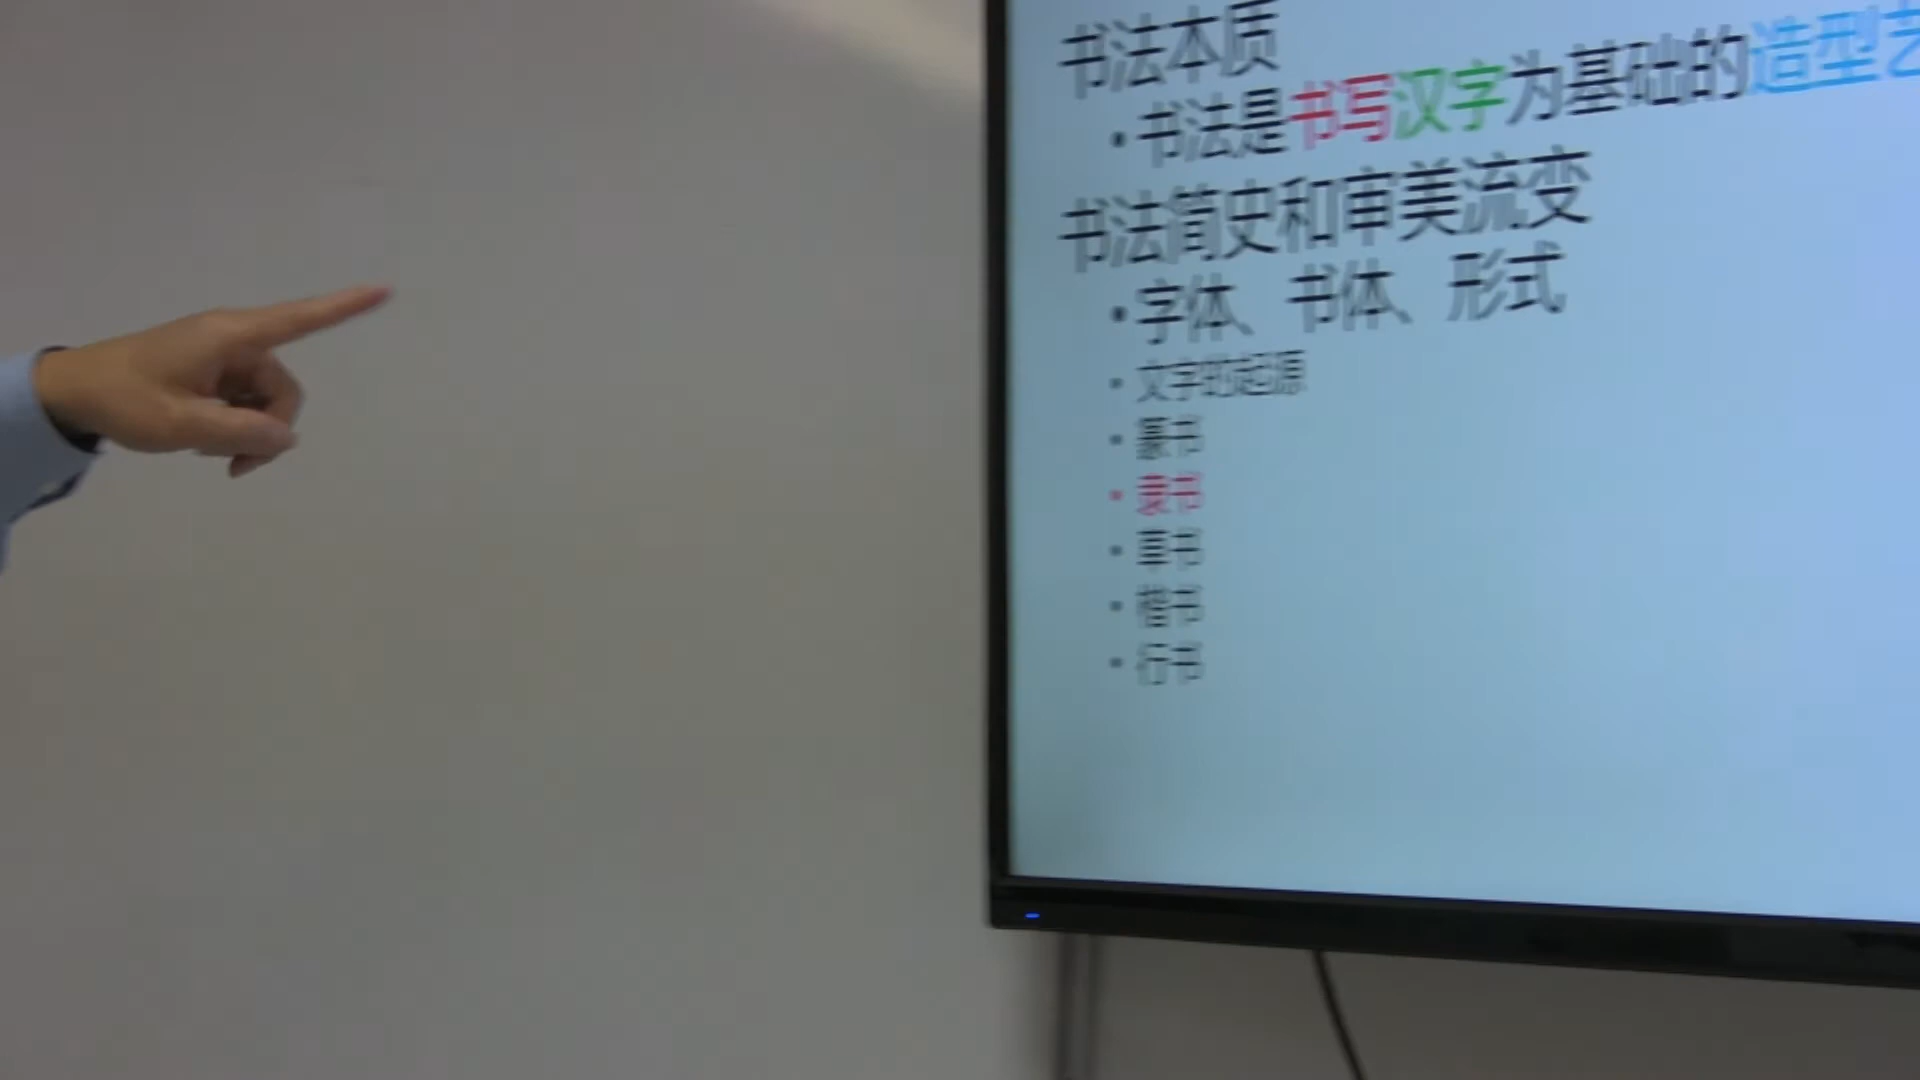 书法本质
•书法是书写汉字为基础的造型艺
书法简史和审美流变
•字体、书体、形式
•文字的起源
•篆书
•隶书
•草书
•楷书
•行书